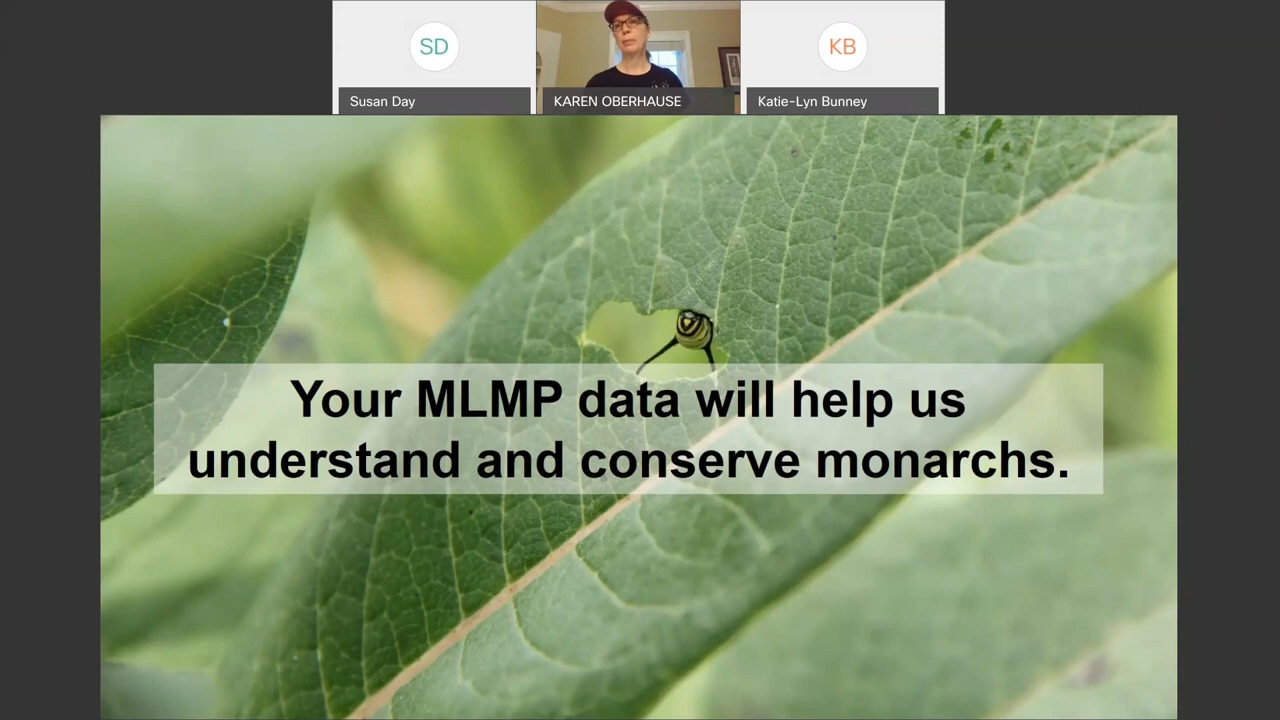 SD
KB
Susan Day
KAREN OBERHAUSE
Katie-Lyn Bunney
Your MLMP data will help us
understand and conserve monarchs.